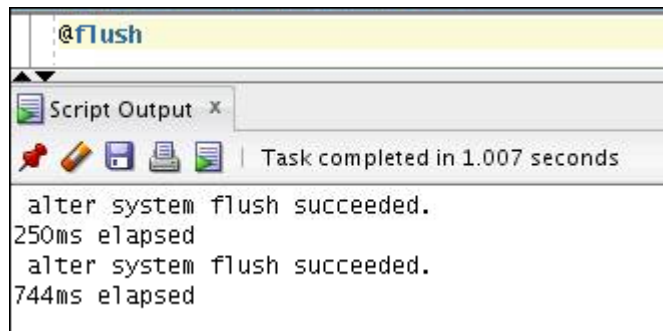 @flush
Script Output x
Task completed in 1.007 seconds
alter system flush succeeded.
250ms elapsed
alter system flush succeeded.
744ms elapsed